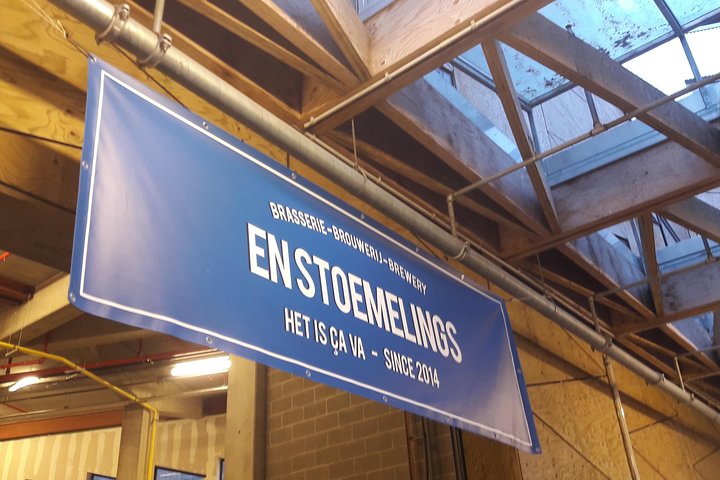 BRASSERIE-BROUWERIJ-BREWERY
EN STOEMELINGS
HET IS ÇA VA - SINCE 2014